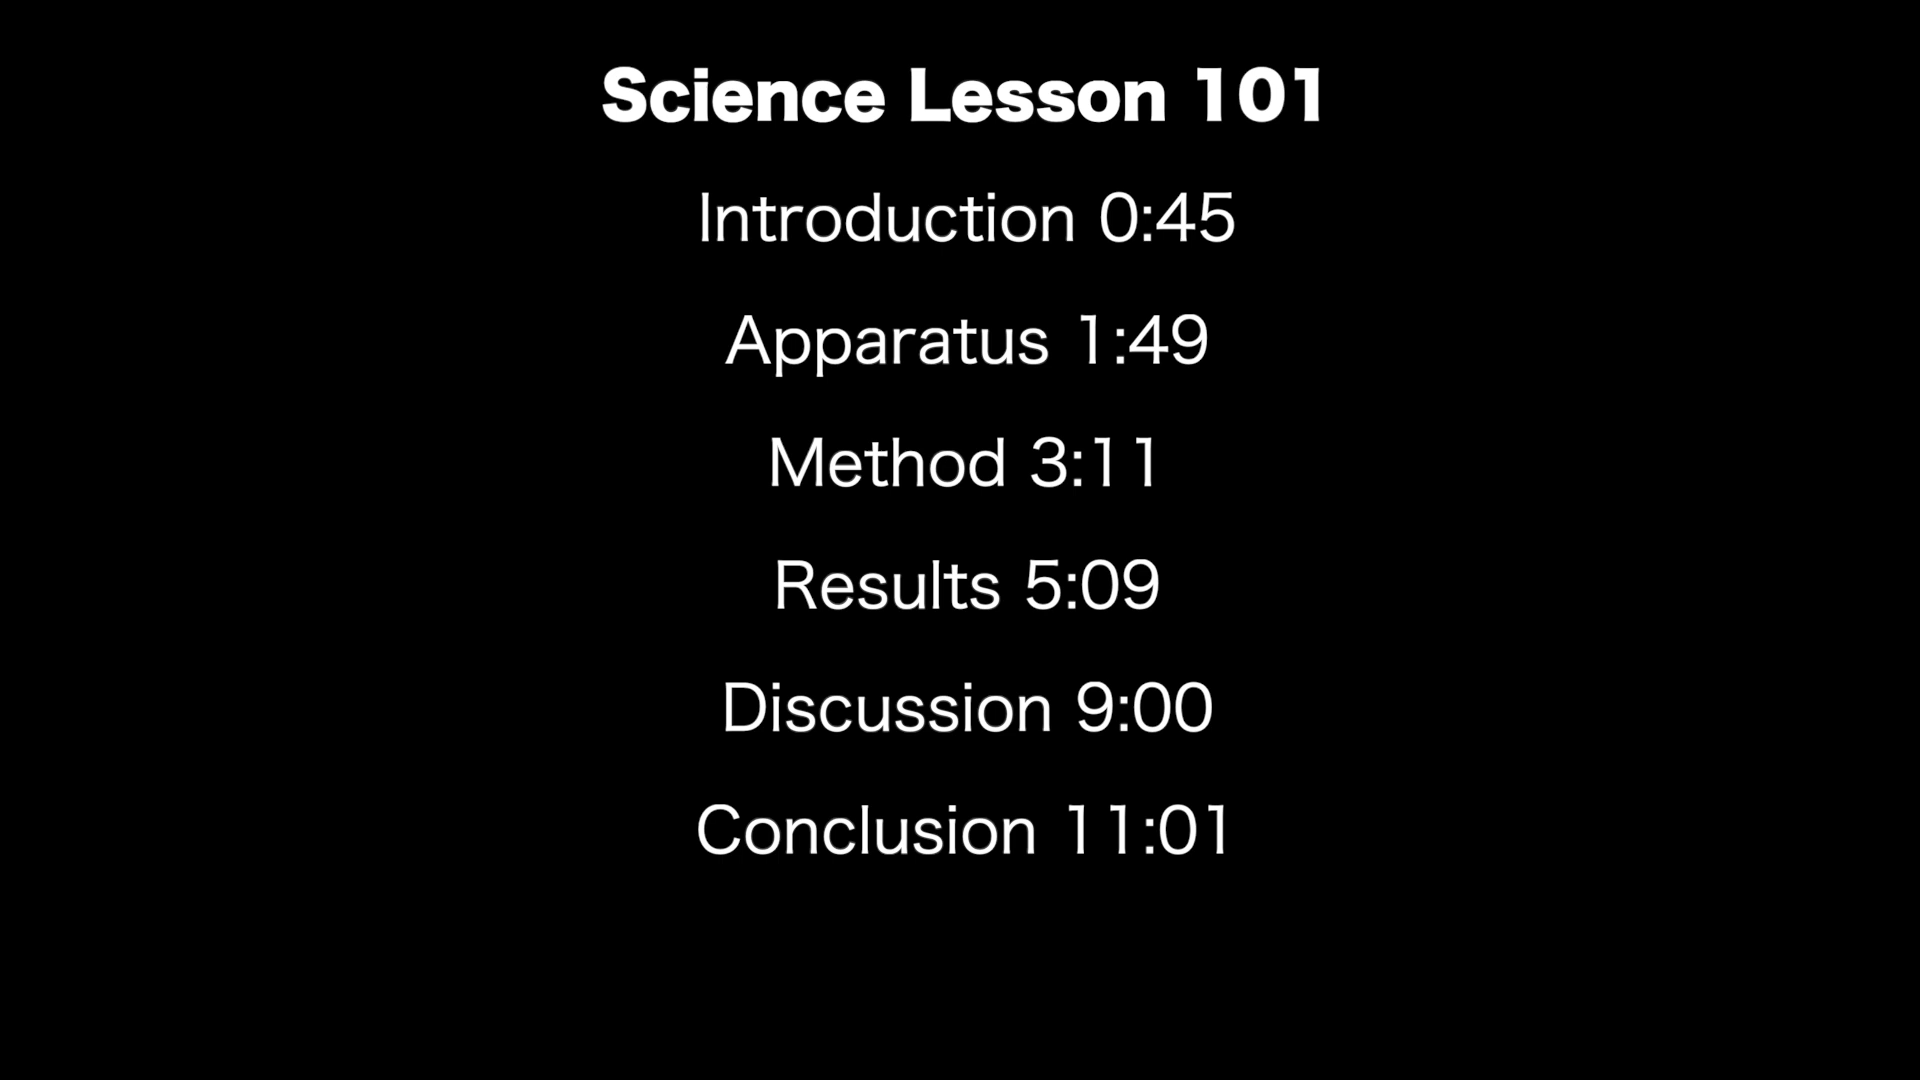 Science Lesson 101
Introduction 0:45
Apparatus 1:49
Method 3:11
Results 5:09
Discussion 9:00
Conclusion 11:01